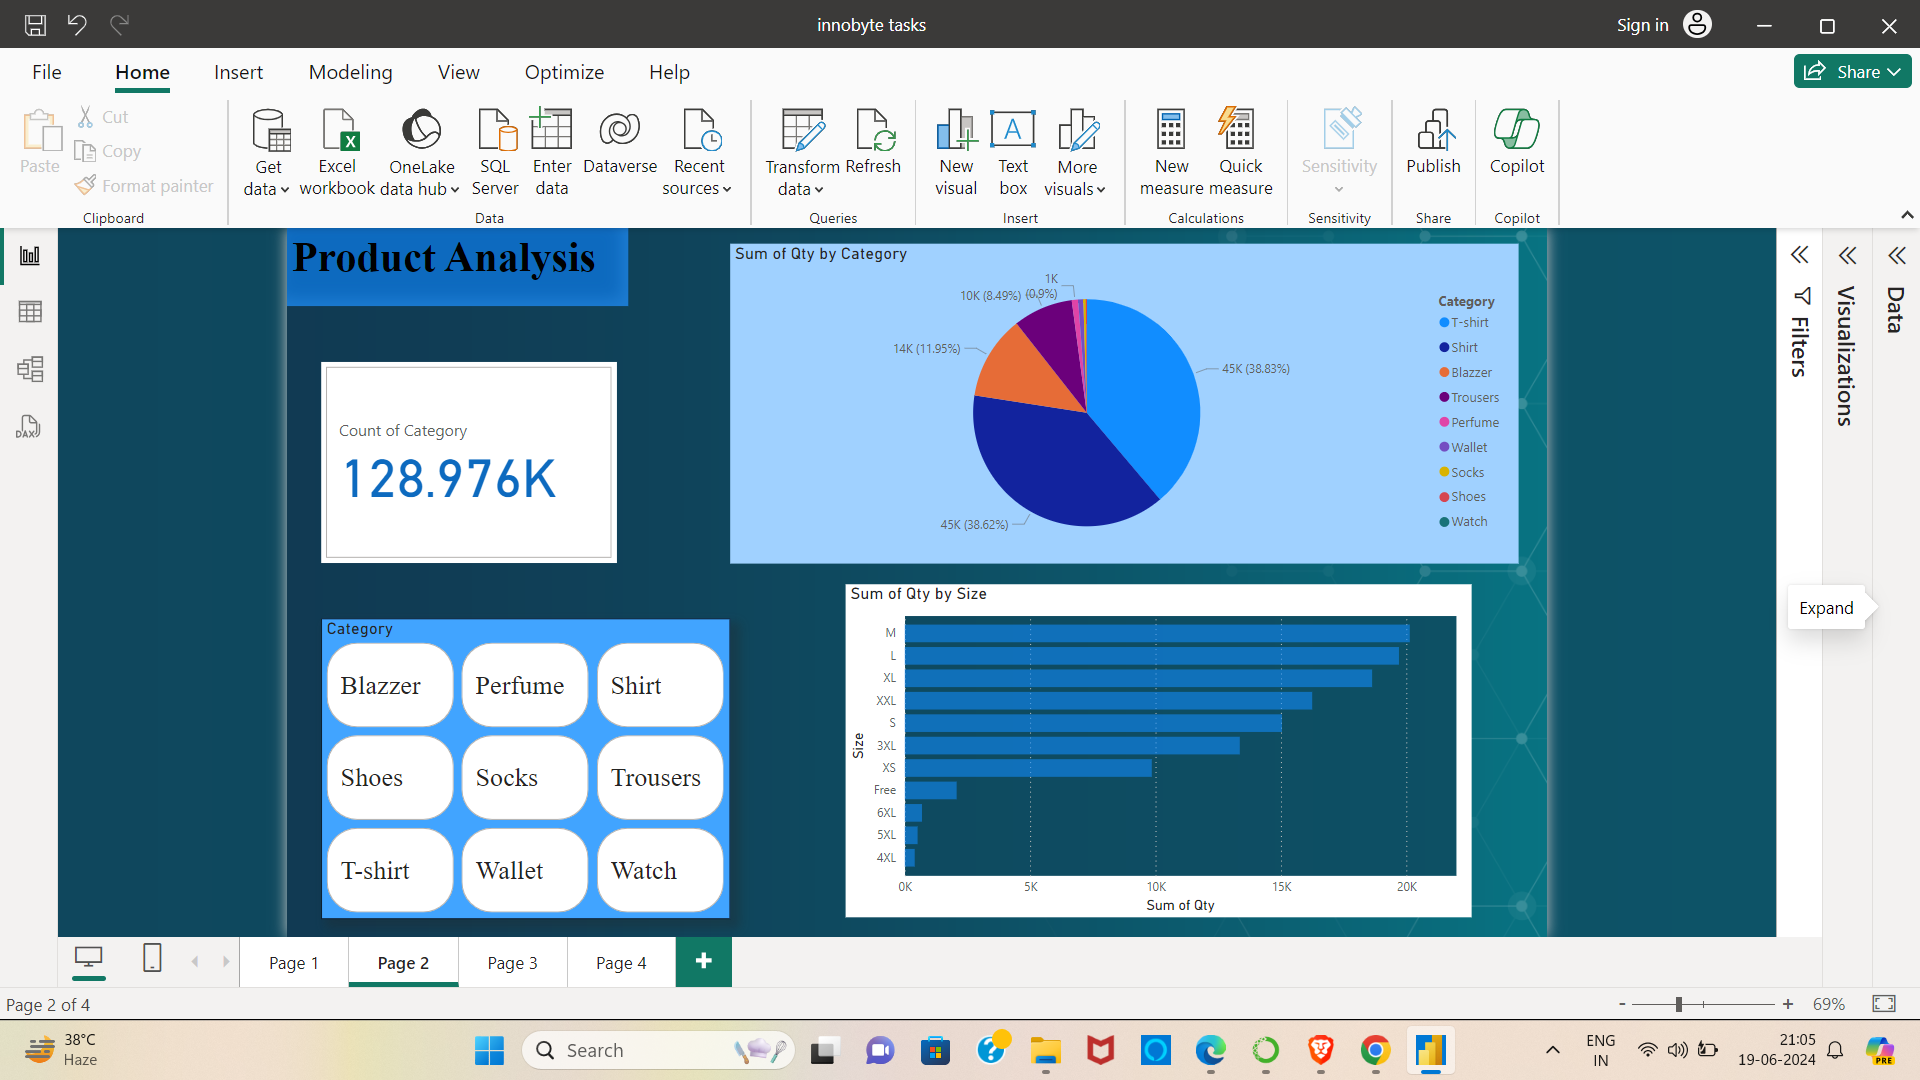 innobyte tasks
Sign in
File
Home
Insert
Modeling
View
Optimize
Help
Share
Paste
Cut
Copy
Format painter
Clipboard
Get data
Excel workbook
OneLake data hub
SQL Server
Enter data
Dataverse
Recent sources
Data
Transform data
Refresh
Queries
New visual
Text box
More visuals
Insert
New measure
Quick measure
Calculations
Sensitivity
Sensitivity
Publish
Share
Copilot
Copilot
DAX
Product Analysis
Count of Category
128.976K
Category
Blazzer
Perfume
Shirt
Shoes
Socks
Trousers
T-shirt
Wallet
Watch
Sum of Qty by Category
1K
(0.9%)
10K (8.49%)
14K (11.95%)
45K (38.83%)
45K (38.62%)
Category
T-shirt
Shirt
Blazzer
Trousers
Perfume
Wallet
Socks
Shoes
Watch
Sum of Qty by Size
Size
M
L
XL
XXL
S
3XL
XS
Free
6XL
5XL
4XL
0K
5K
10K
15K
20K
Sum of Qty
Filters
Visualizations
Data
Expand
Page 1
Page 2
Page 3
Page 4
+
Page 2 of 4
-
+
69%
38°C
Haze
Search
PRE
ENG
IN
21:05
19-06-2024